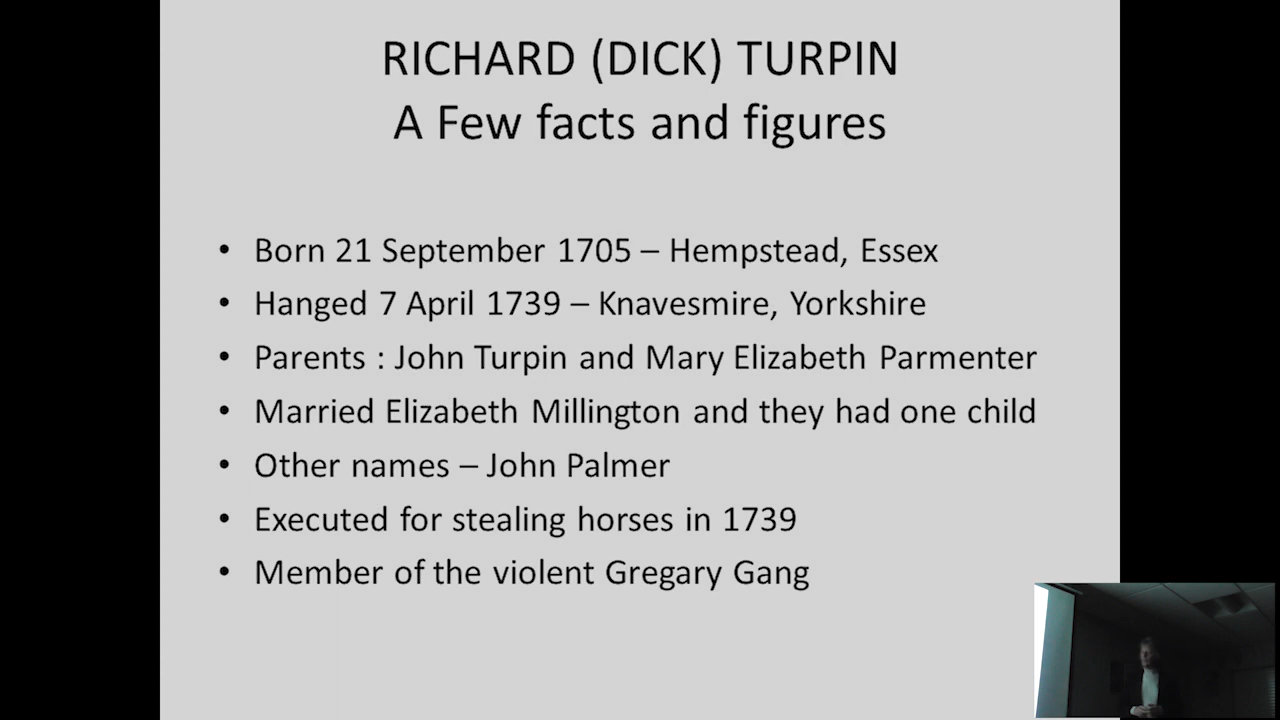 RICHARD (DICK) TURPIN
A Few facts and figures
• Born 21 September 1705 – Hempstead, Essex
• Hanged 7 April 1739 – Knavesmire, Yorkshire
• Parents : John Turpin and Mary Elizabeth Parmenter
• Married Elizabeth Millington and they had one child
• Other names – John Palmer
• Executed for stealing horses in 1739
• Member of the violent Gregary Gang